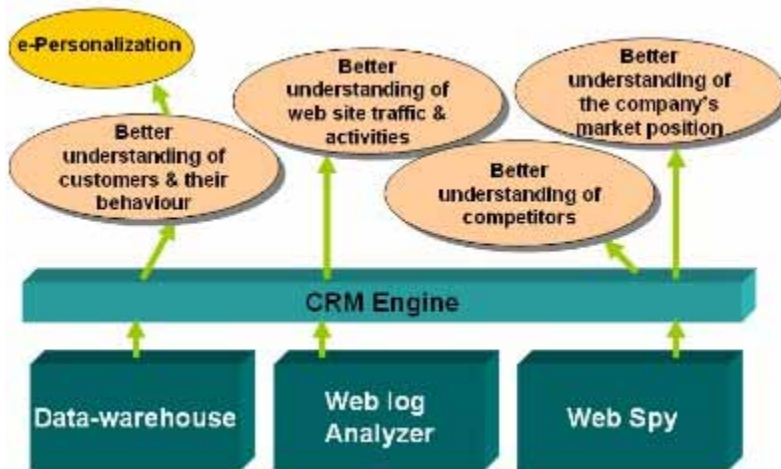 e-Personalization
Better
understanding of
customers & their
behaviour
Better
understanding of
web site traffic &
activities
Better
understanding of
competitors
Better
understanding of
the company's
market position
CRM Engine
Data-warehouse
Web log
Analyzer
Web Spy